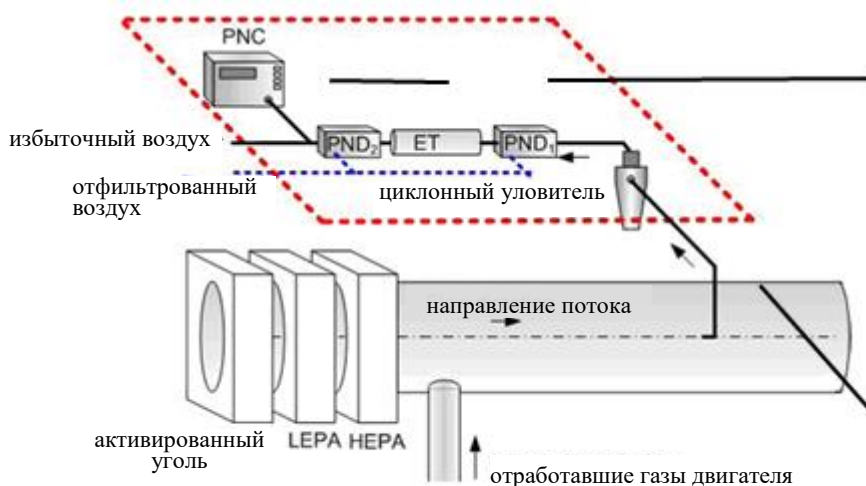 PNC
избыточный воздух
PND₂
ET
PND₁
отфильтрованный
воздух
циклонный уловитель
направление потока
активированный
уголь
LEPA
HEPA
отработавшие газы двигателя